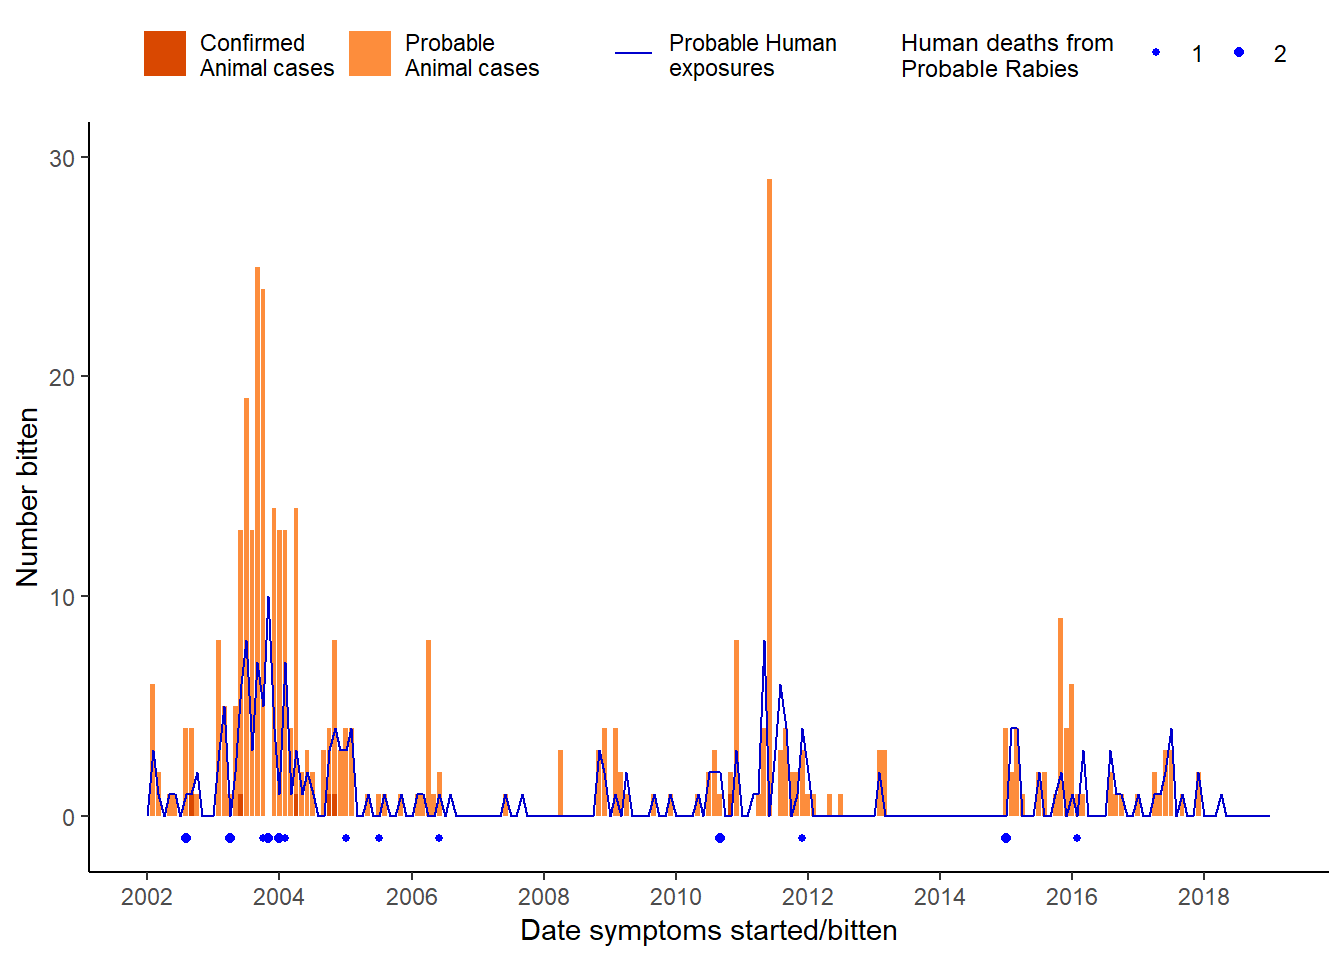 Confirmed
Animal cases
Probable
Animal cases
Probable Human
exposures
Human deaths from
Probable Rabies
1
2
30
20
10
0
Number bitten
2002
2004
2006
2008
2010
2012
2014
2016
2018
Date symptoms started/bitten